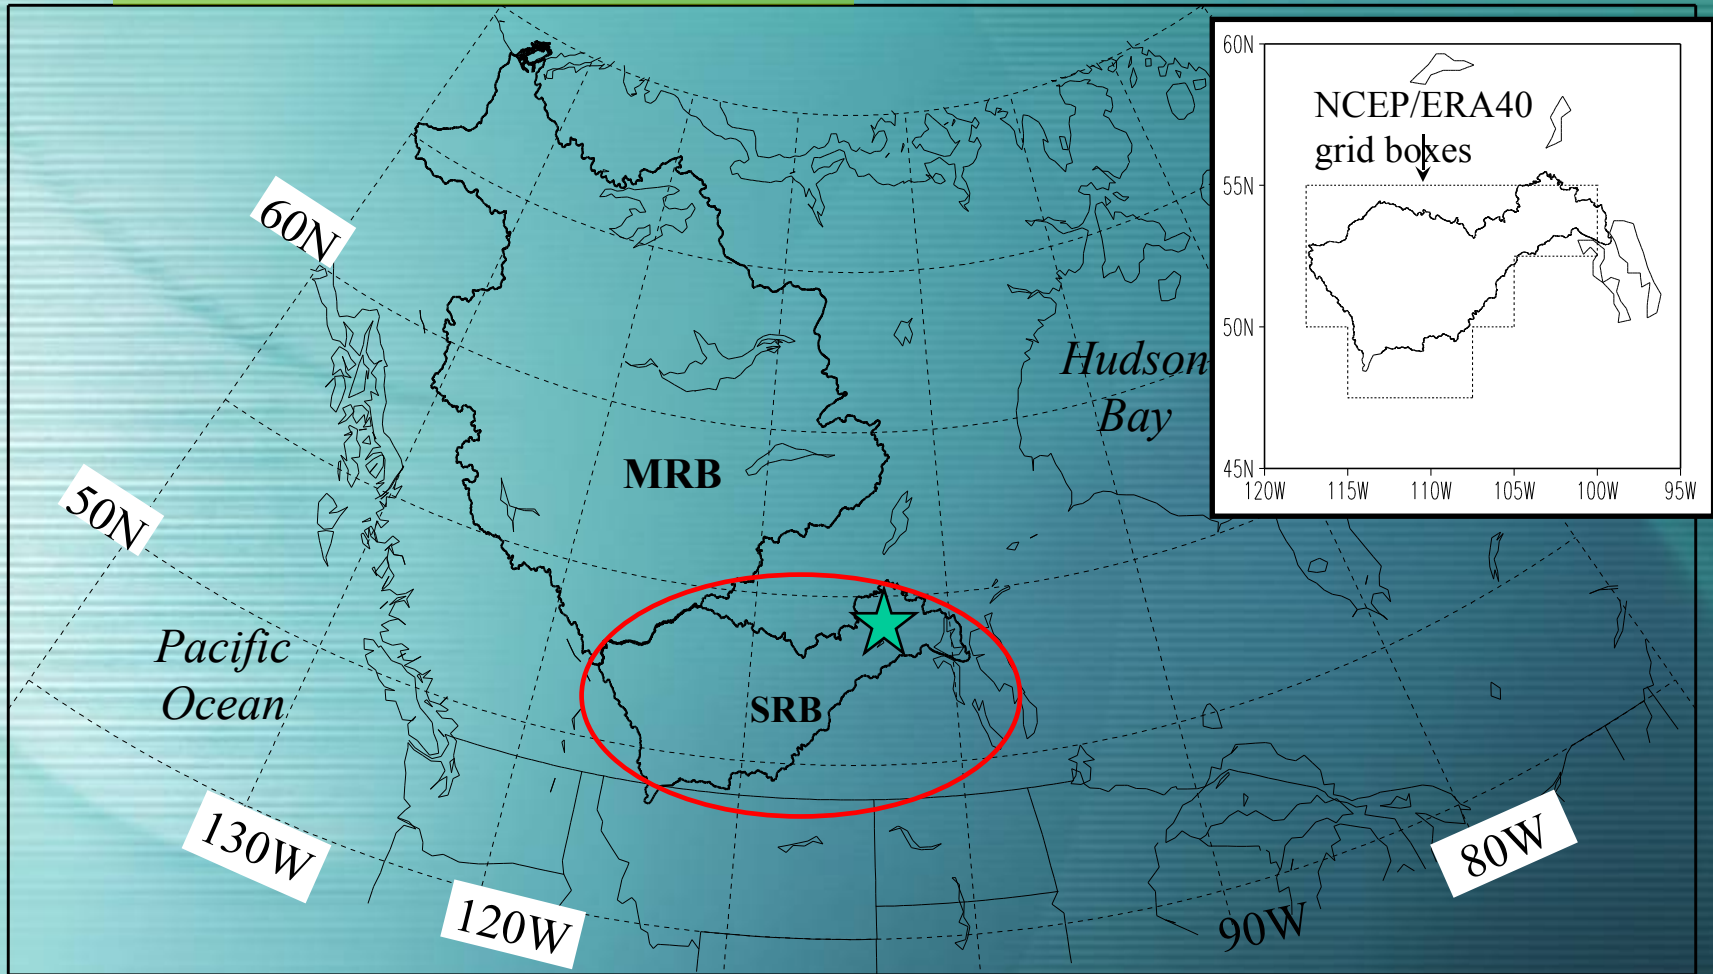 60N
50N
130W
120W
90W
80W
Pacific
Ocean
MRB
SRB
Hudson
Bay
NCEP/ERA40
grid boxes
60N
55N
50N
45N
120W 115W 110W 105W 100W 95W